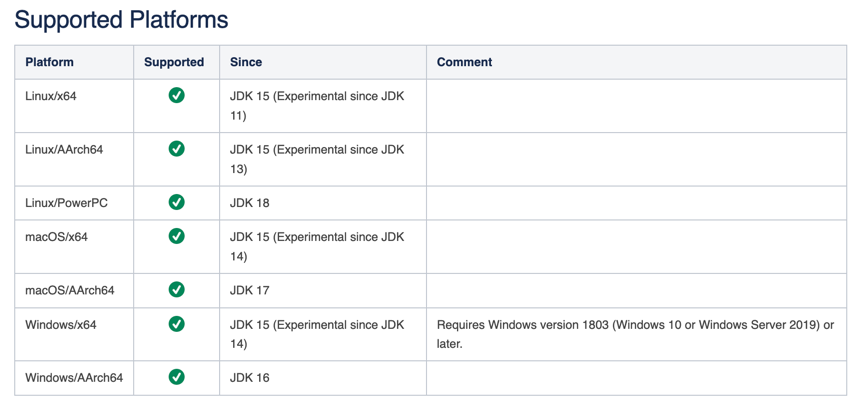 Supported Platforms
Platform Supported Since Comment
Linux/x64 JDK 15 (Experimental since JDK
11)
Linux/AArch64 JDK 15 (Experimental since JDK
13)
Linux/PowerPC JDK 18
macOS/x64 JDK 15 (Experimental since JDK
14)
macOS/AArch64 JDK 17
Windows/x64 JDK 15 (Experimental since JDK Requires Windows version 1803 (Windows 10 or Windows Server 2019) or
14) later.
Windows/AArch64 JDK 16